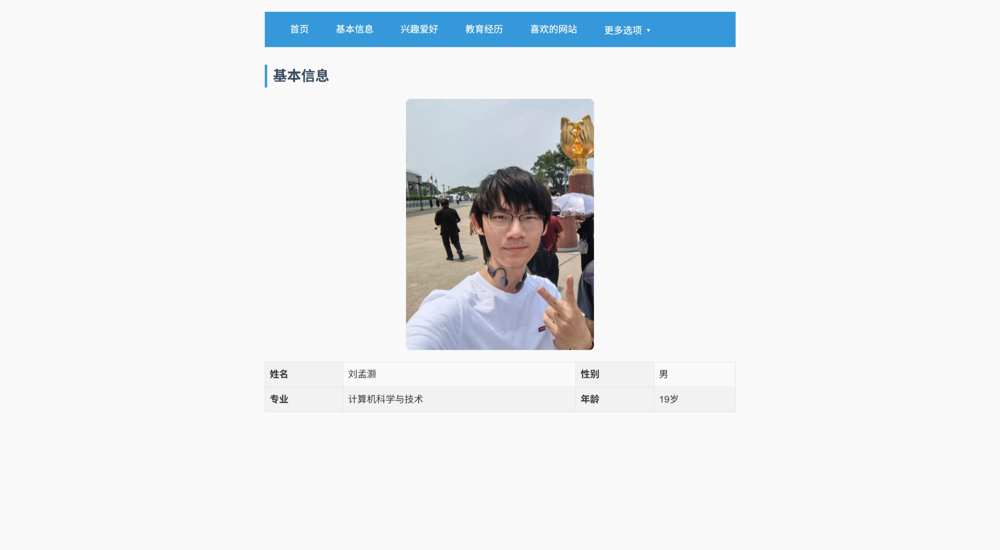 首页 基本信息 兴趣爱好 教育经历 喜欢的网站 更多选项 ▼
基本信息
姓名 刘孟灏 性别 男
专业 计算机科学与技术 年龄 19岁